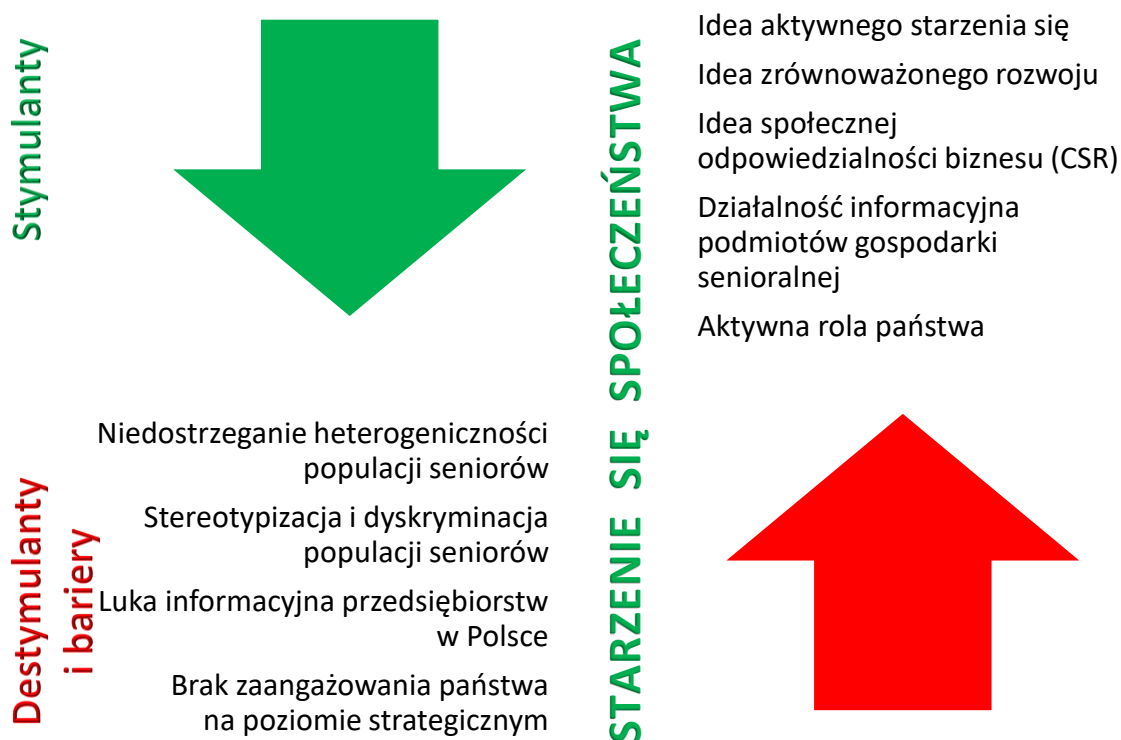 Stymulanty
Idea aktywnego starzenia się
Idea zrównoważonego rozwoju
Idea społecznej
odpowiedzialności biznesu (CSR)
Działalność informacyjna
podmiotów gospodarki
senioralnej
Aktywna rola państwa
STARZENIE SIĘ SPOŁECZEŃSTWA
Destymulanty
i bariery
Niedostrzeganie heterogeniczności
populacji seniorów
Stereotypizacja i dyskryminacja
populacji seniorów
Luka informacyjna przedsiębiorstw
w Polsce
Brak zaangażowania państwa
na poziomie strategicznym